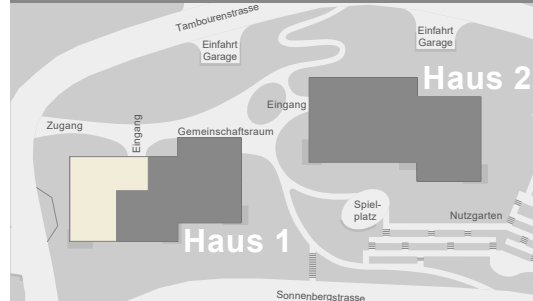 Tambourenstrasse
Einfahrt
Garage
Einfahrt
Garage
Haus 2
Eingang
Zugang
Eingang
Gemeinschaftsraum
Spiel-
platz
Nutzgarten
Haus 1
Sonnenbergstrasse